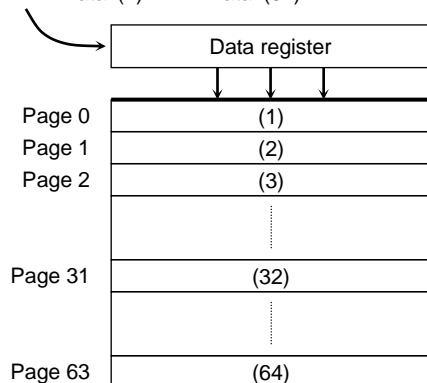 Data register
Page 0 (1)
Page 1 (2)
Page 2 (3)
Page 31 (32)
Page 63 (64)